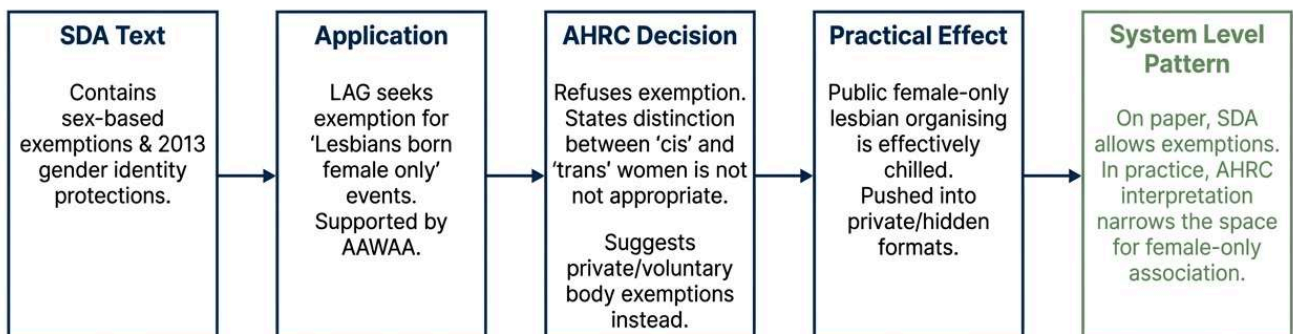 SDA Text
Contains
sex-based
exemptions & 2013
gender identity
protections.
Application
LAG seeks
exemption for
‘Lesbians born
female only’
events.
Supported by
AAWAA.
AHRC Decision
Refuses exemption.
States distinction
between ‘cis’ and
‘trans’ women is not
not appropriate.
Suggests
private/voluntary
body exemptions
instead.
Practical Effect
Public female-only
lesbian organising
is effectively
chilled.
Pushed into
private/hidden
formats.
System Level
Pattern
On paper, SDA
allows exemptions.
In practice, AHRC
interpretation
narrows the space
for female-only
association.